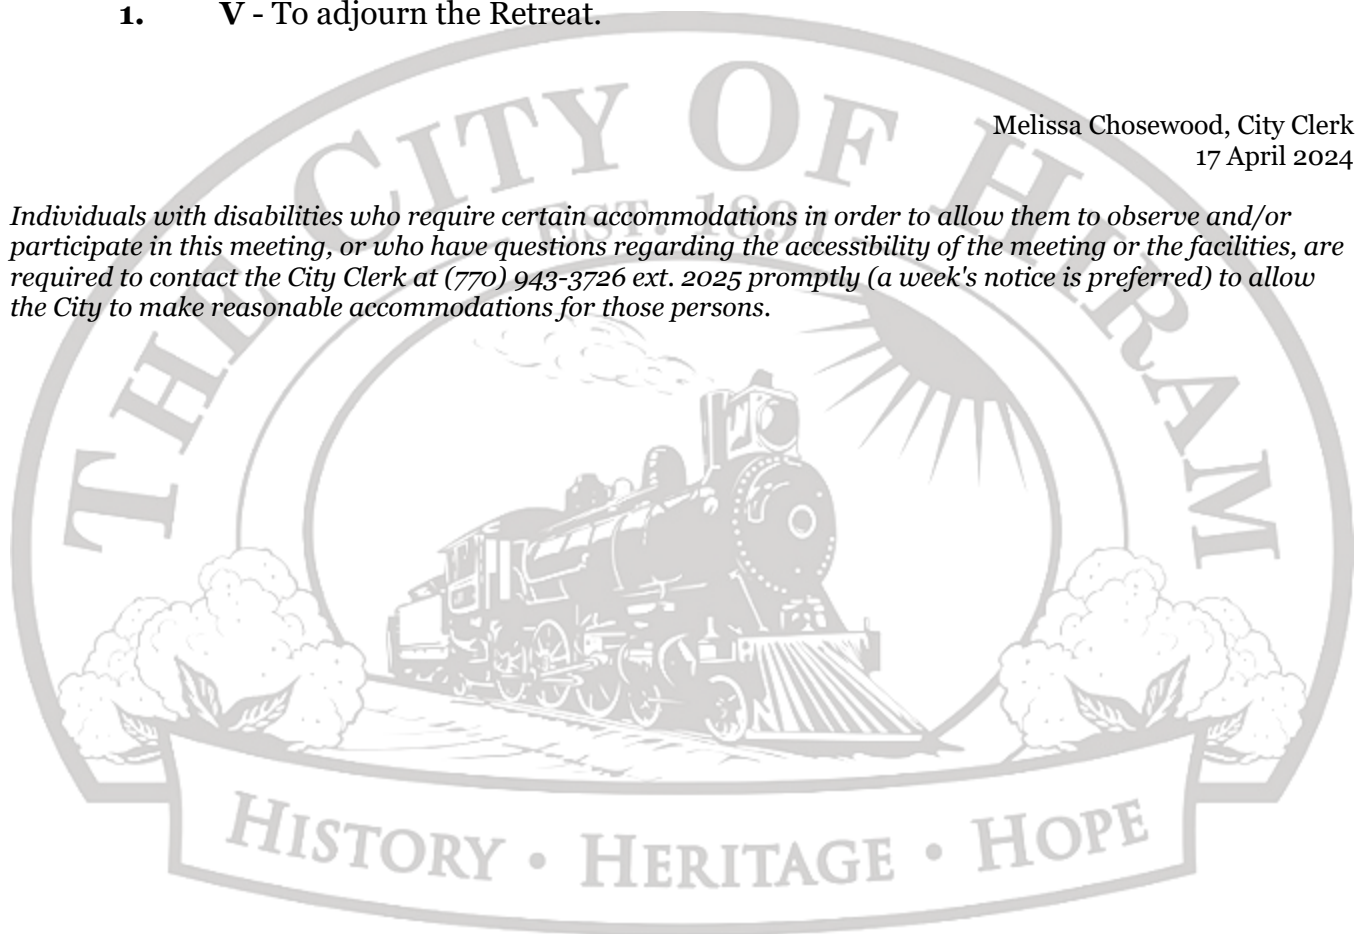 1. V - To adjourn the Retreat.
THE CITY OF HIRAM
Melissa Chosewood, City Clerk
17 April 2024
EST. 1891
Individuals with disabilities who require certain accommodations in order to allow them to observe and/or
participate in this meeting, or who have questions regarding the accessibility of the meeting or the facilities, are
required to contact the City Clerk at (770) 943-3726 ext. 2025 promptly (a week's notice is preferred) to allow
the City to make reasonable accommodations for those persons.
HISTORY • HERITAGE • HOPE